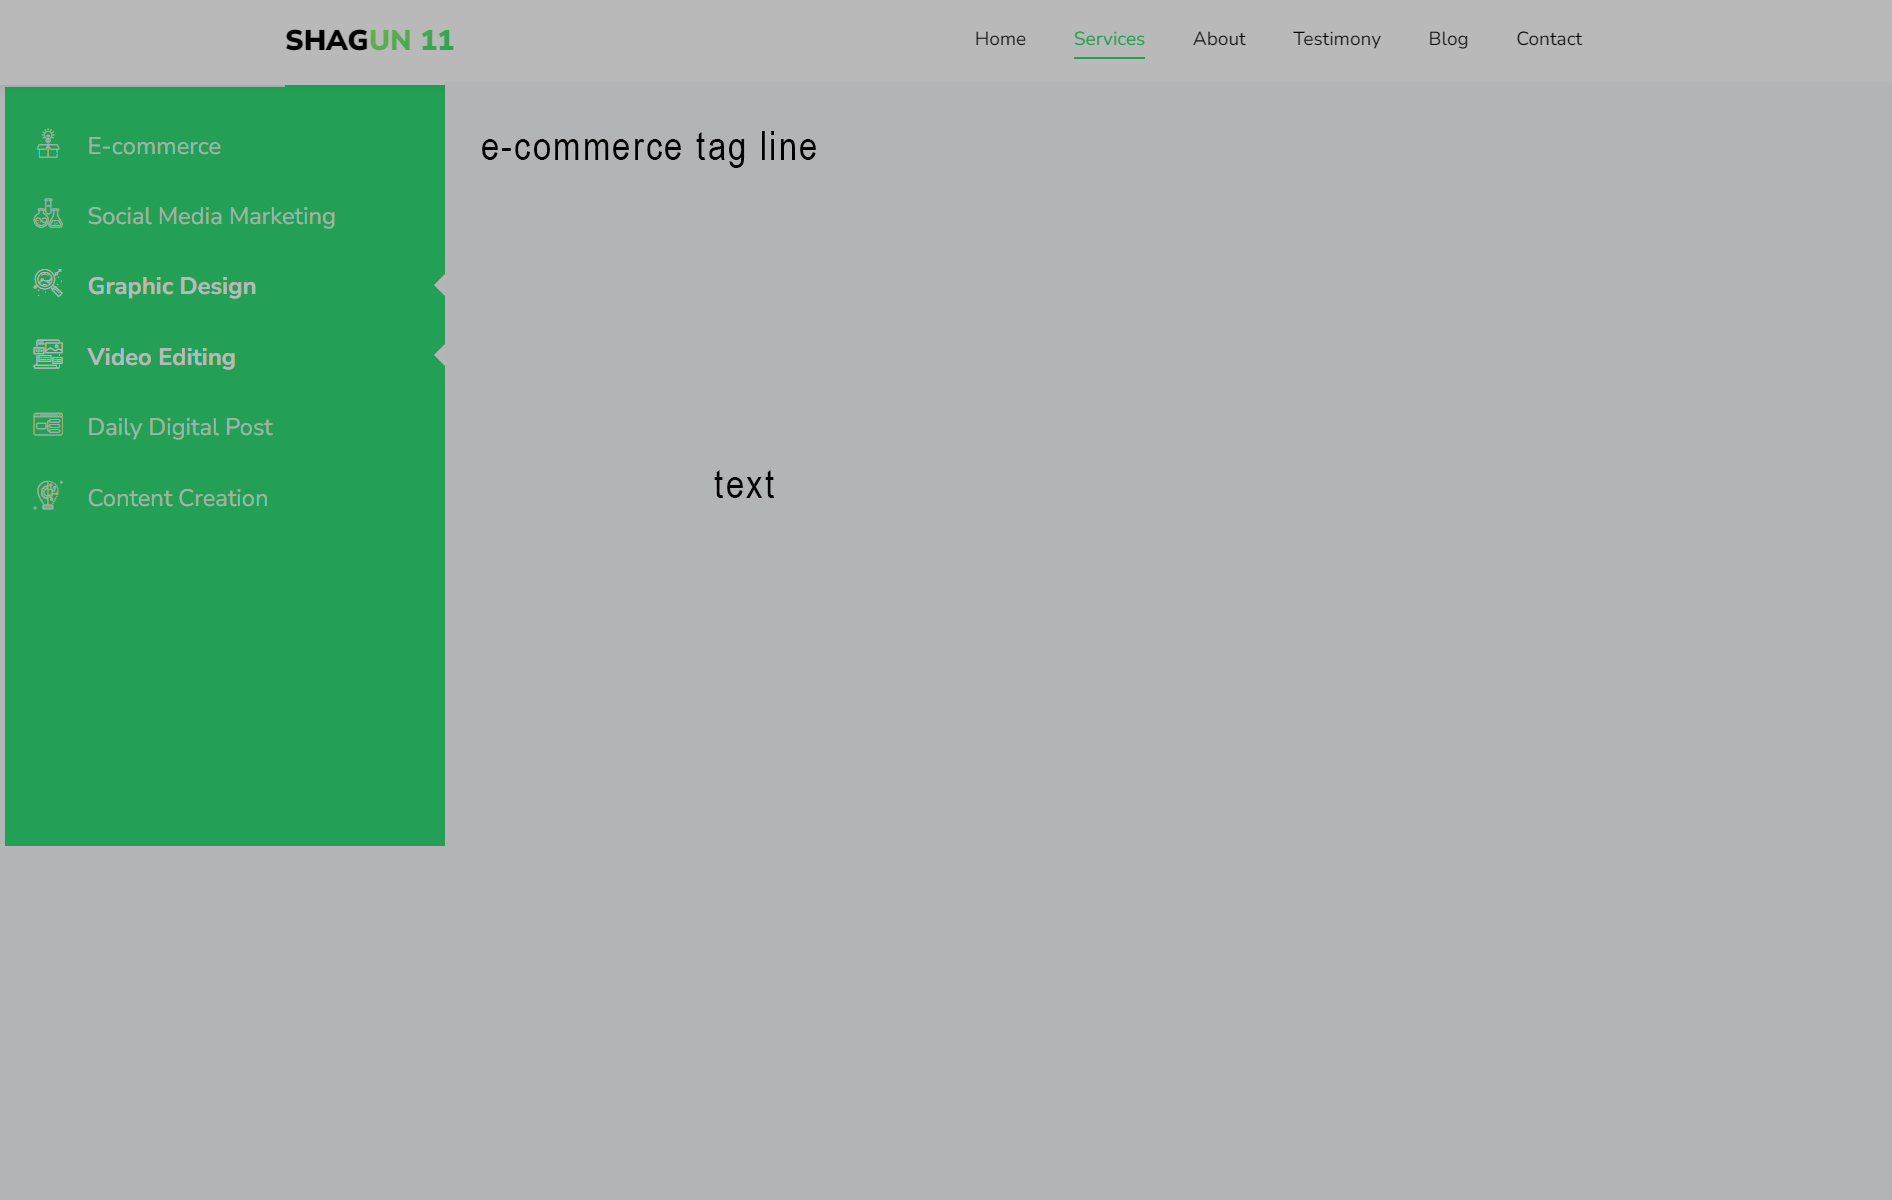 SHAGUN 11
Home Services About Testimony Blog Contact
E-commerce
Social Media Marketing
Graphic Design
Video Editing
Daily Digital Post
Content Creation
e-commerce tag line
text